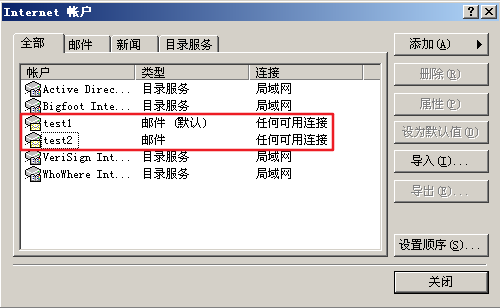 Internet 帐户
全部 邮件 新闻 目录服务
帐户 类型 连接
Active Direc... 目录服务 局域网
Bigfoot Inte... 目录服务 局域网
test1 邮件 (默认) 任何可用连接
test2 邮件 任何可用连接
VeriSign Int... 目录服务 局域网
WhoWhere Int... 目录服务 局域网
添加(A)
删除(R)
属性(P)
设为默认值(D)
导入(I)...
导出(E)...
设置顺序(S)...
关闭